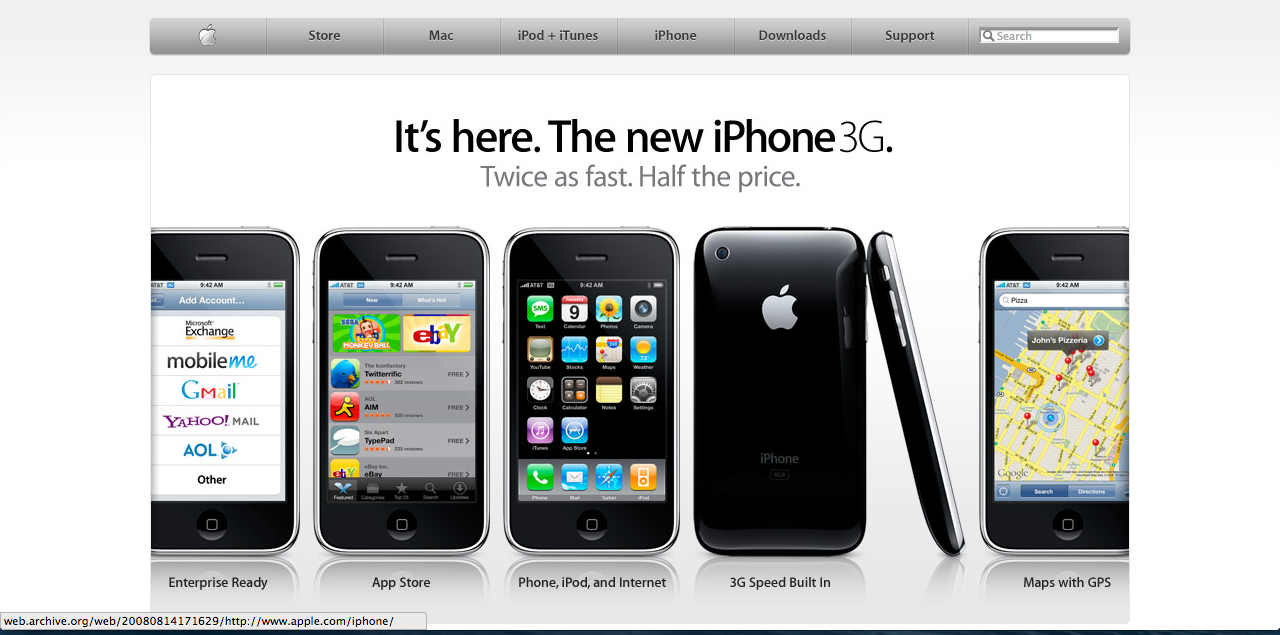 Store
Mac
iPod + iTunes
iPhone
Downloads
Support
Search
It's here. The new iPhone 3G.
Twice as fast. Half the price.
AT&T 3G 9:42 AM
Add Account...
Microsoft®
Exchange
mobileme
GMail
YAHOO! MAIL
AOL
Other
Enterprise Ready
AT&T 3G 9:42 AM
New What's Hot
SEGA
MONKEY BALL
ebay
The Iconfactory
Twitterrific
362 reviews
FREE
AOL
AIM
500 reviews
FREE
Six Apart
TypePad
235 reviews
FREE
eBay Inc.
eBay
FREE
Featured Categories Top 25 Search Updates
App Store
AT&T 3G 9:42 AM
SMS Tuesday 9
Text Calendar Photos Camera
280 73°
YouTube Stocks Maps Weather
Clock Calculator Notes Settings
iTunes App Store
Phone Mail Safari iPod
Phone, iPod, and Internet
iPhone
8GB
3G Speed Built In
AT&T 3G 9:42 AM
Pizza
John's Pizzeria
Google
Search Directions
Maps with GPS
web.archive.org/web/20080814171629/http://www.apple.com/iphone/